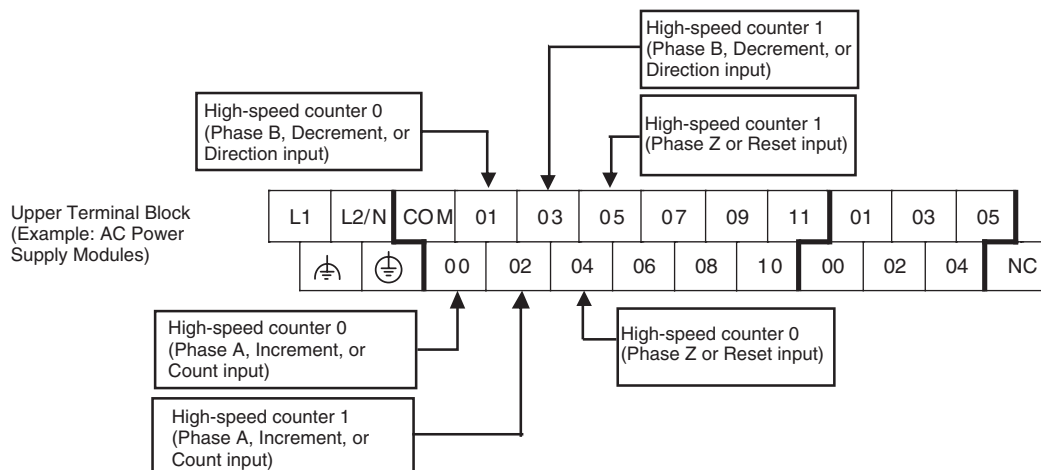 High-speed counter 1
(Phase B, Decrement, or
Direction input)
High-speed counter 0
(Phase B, Decrement, or
Direction input)
High-speed counter 1
(Phase Z or Reset input)
Upper Terminal Block
(Example: AC Power
Supply Modules)
L1 L2/N COM 01 03 05 07 09 11 01 03 05
00 02 04 06 08 10 00 02 04 NC
High-speed counter 0
(Phase A, Increment, or
Count input)
High-speed counter 0
(Phase Z or Reset input)
High-speed counter 1
(Phase A, Increment, or
Count input)